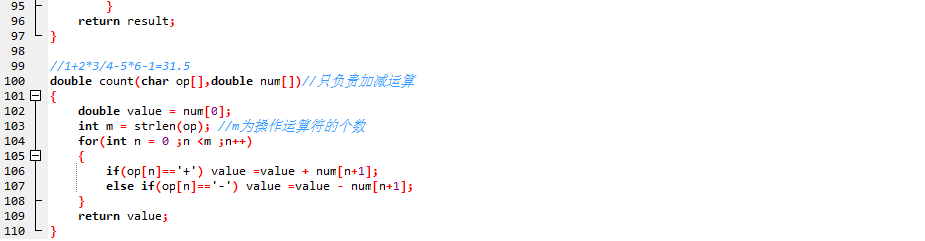 95 }
96 return result;
97 }
98
99 //1+2*3/4-5*6-1=31.5
100 double count(char op[],double num[])//只负责加减运算
101 {
102 double value = num[0];
103 int m = strlen(op); //m为操作运算符的个数
104 for(int n = 0 ;n <m ;n++)
105 {
106 if(op[n]=='+') value =value + num[n+1];
107 else if(op[n]=='-') value =value - num[n+1];
108 }
109 return value;
110 }